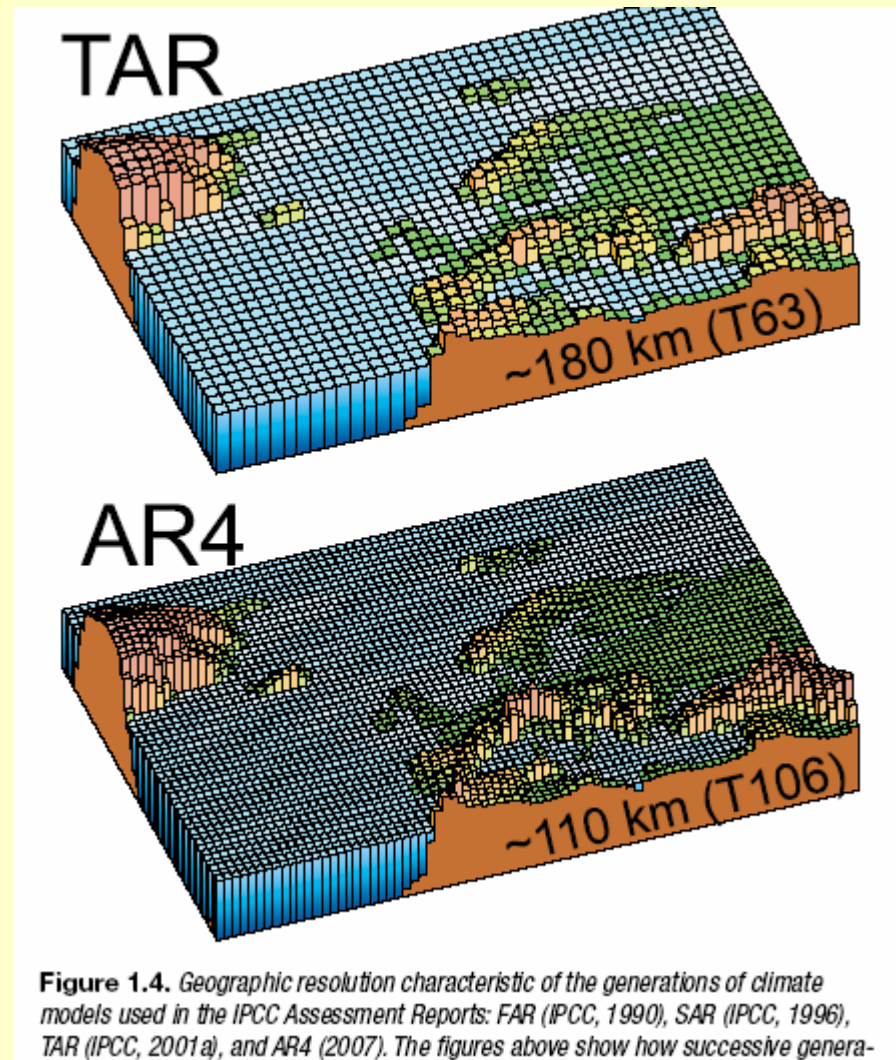 TAR
~180 km (T63)
AR4
~110 km (T106)
Figure 1.4. Geographic resolution characteristic of the generations of climate
models used in the IPCC Assessment Reports: FAR (IPCC, 1990), SAR (IPCC, 1996),
TAR (IPCC, 2001a), and AR4 (2007). The figures above show how successive genera-